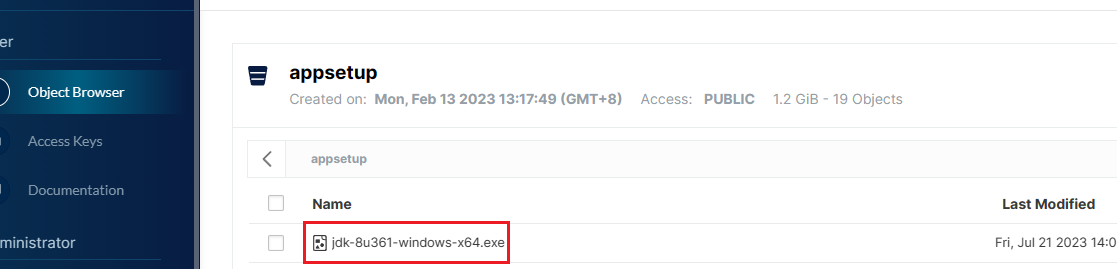 er
Object Browser
Access Keys
Documentation
ministrator
appsetup
Created on: Mon, Feb 13 2023 13:17:49 (GMT+8) Access: PUBLIC 1.2 GiB - 19 Objects
appsetup
Name Last Modified
jdk-8u361-windows-x64.exe Fri, Jul 21 2023 14:0